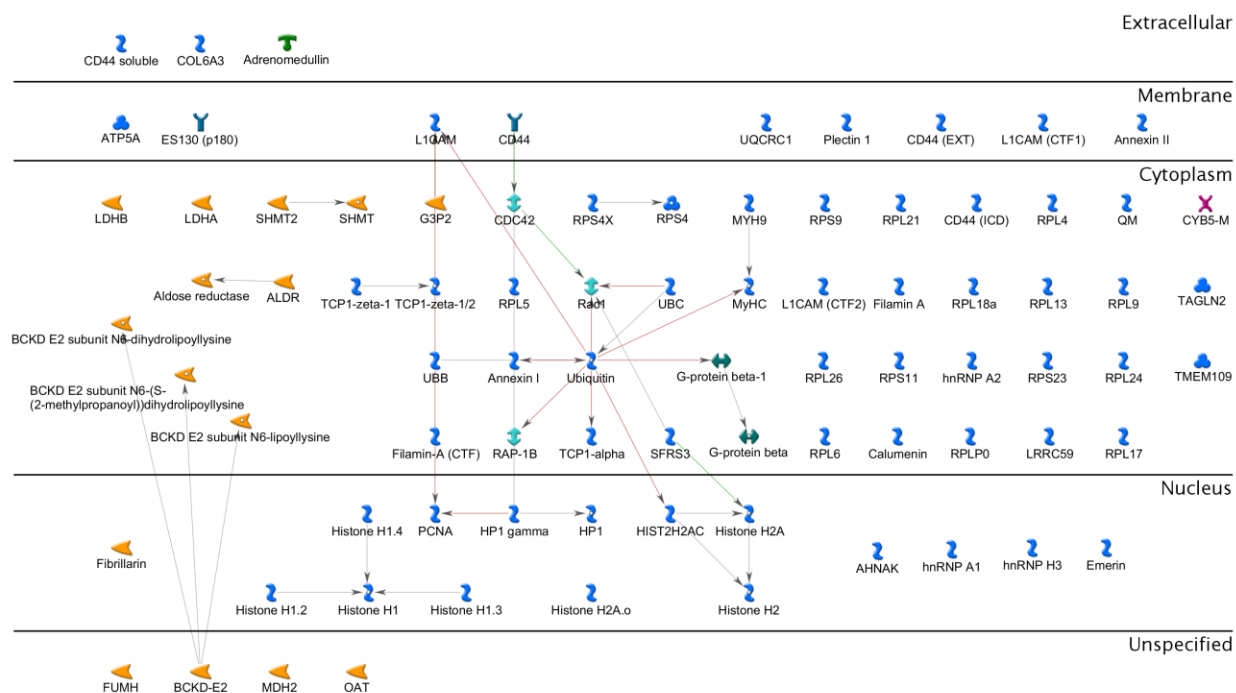 Extracellular
CD44 soluble
COL6A3
Adrenomedullin
Membrane
ATP5A
ES130 (p180)
L1CAM
CD44
UQCRC1
Plectin 1
CD44 (EXT)
L1CAM (CTF1)
Annexin II
Cytoplasm
LDHB
LDHA
SHMT2
SHMT
G3P2
CDC42
RPS4X
RPS4
MYH9
RPS9
RPL21
CD44 (ICD)
RPL4
QM
CYB5-M
Aldose reductase
ALDR
TCP1-zeta-1
TCP1-zeta-1/2
RPL5
Rac1
UBC
MyHC
L1CAM (CTF2)
Filamin A
RPL18a
RPL13
RPL9
TAGLN2
BCKD E2 subunit N6-dihydrolipoyllysine
BCKD E2 subunit N6-(S-
(2-methylpropanoyl))dihydrolipoyllysine
UBB
Annexin I
Ubiquitin
G-protein beta-1
RPL26
RPS11
hnRNP A2
RPS23
RPL24
TMEM109
BCKD E2 subunit N6-lipoyllysine
Filamin-A (CTF)
RAP-1B
TCP1-alpha
SFRS3
G-protein beta
RPL6
Calumenin
RPLP0
LRRC59
RPL17
Nucleus
Histone H1.4
PCNA
HP1 gamma
HP1
HIST2H2AC
Histone H2A
Fibrillarin
AHNAK
hnRNP A1
hnRNP H3
Emerin
Histone H1.2
Histone H1
Histone H1.3
Histone H2A.o
Histone H2
Unspecified
FUMH
BCKD-E2
MDH2
OAT